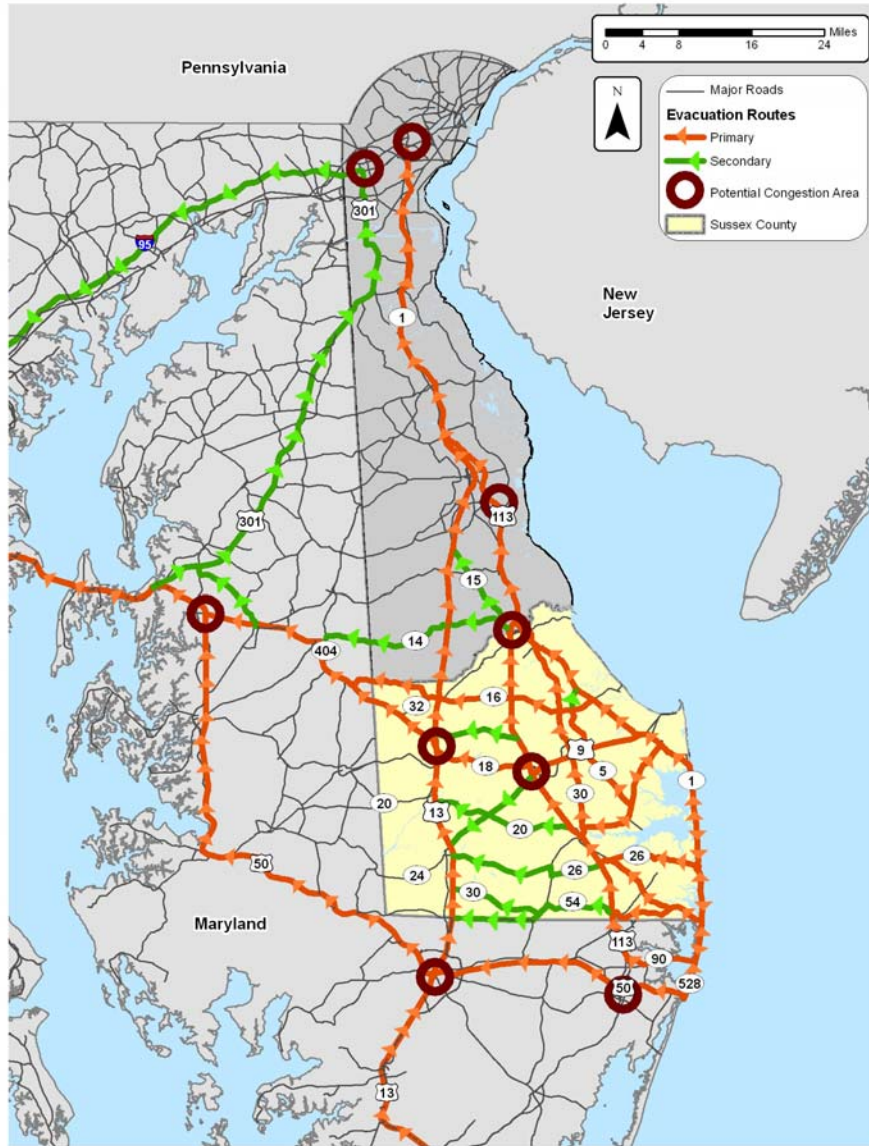 Pennsylvania
Miles
0 4 8 16 24
N
Major Roads
Evacuation Routes
Primary
Secondary
Potential Congestion Area
Sussex County
301
95
New
Jersey
1
301
113
15
14
404
16
32
9
18
5
1
30
20
13
20
26
26
24
30
54
50
Maryland
113
90
50
528
13